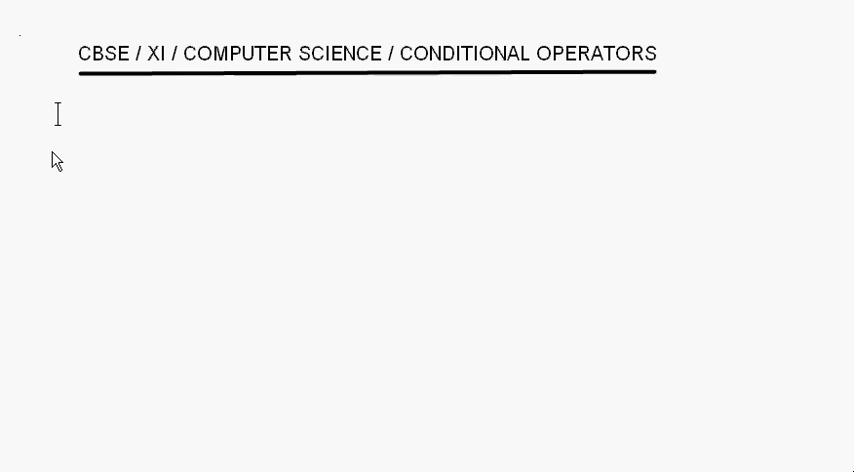 CBSE / XI / COMPUTER SCIENCE / CONDITIONAL OPERATORS